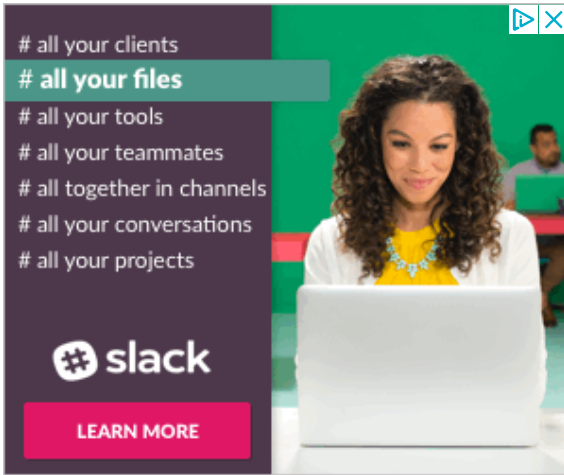 # all your clients
# all your files
# all your tools
# all your teammates
# all together in channels
# all your conversations
# all your projects
slack
LEARN MORE